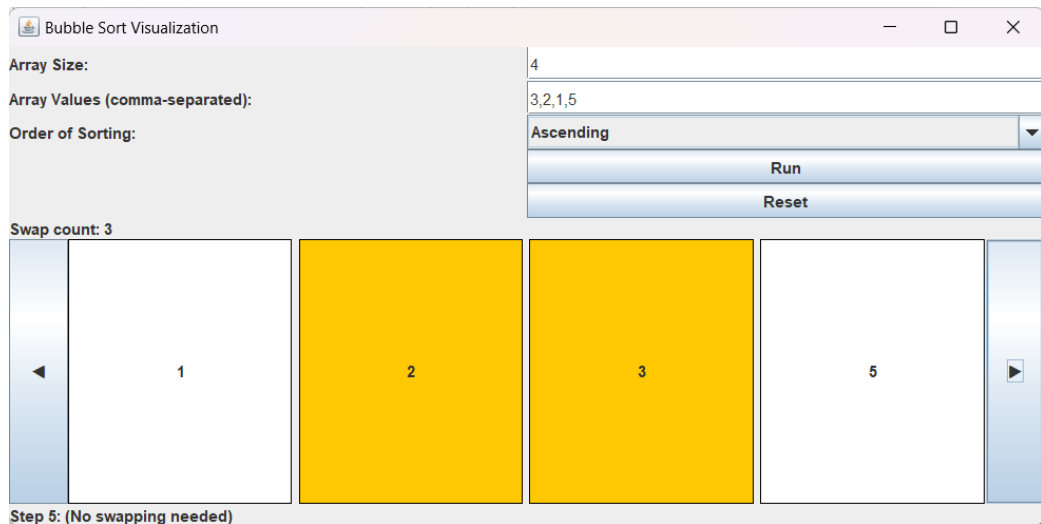 Bubble Sort Visualization
Array Size: 4
Array Values (comma-separated): 3,2,1,5
Order of Sorting: Ascending
Run
Reset
Swap count: 3
◀ 1 2 3 5 ▶
Step 5: (No swapping needed)